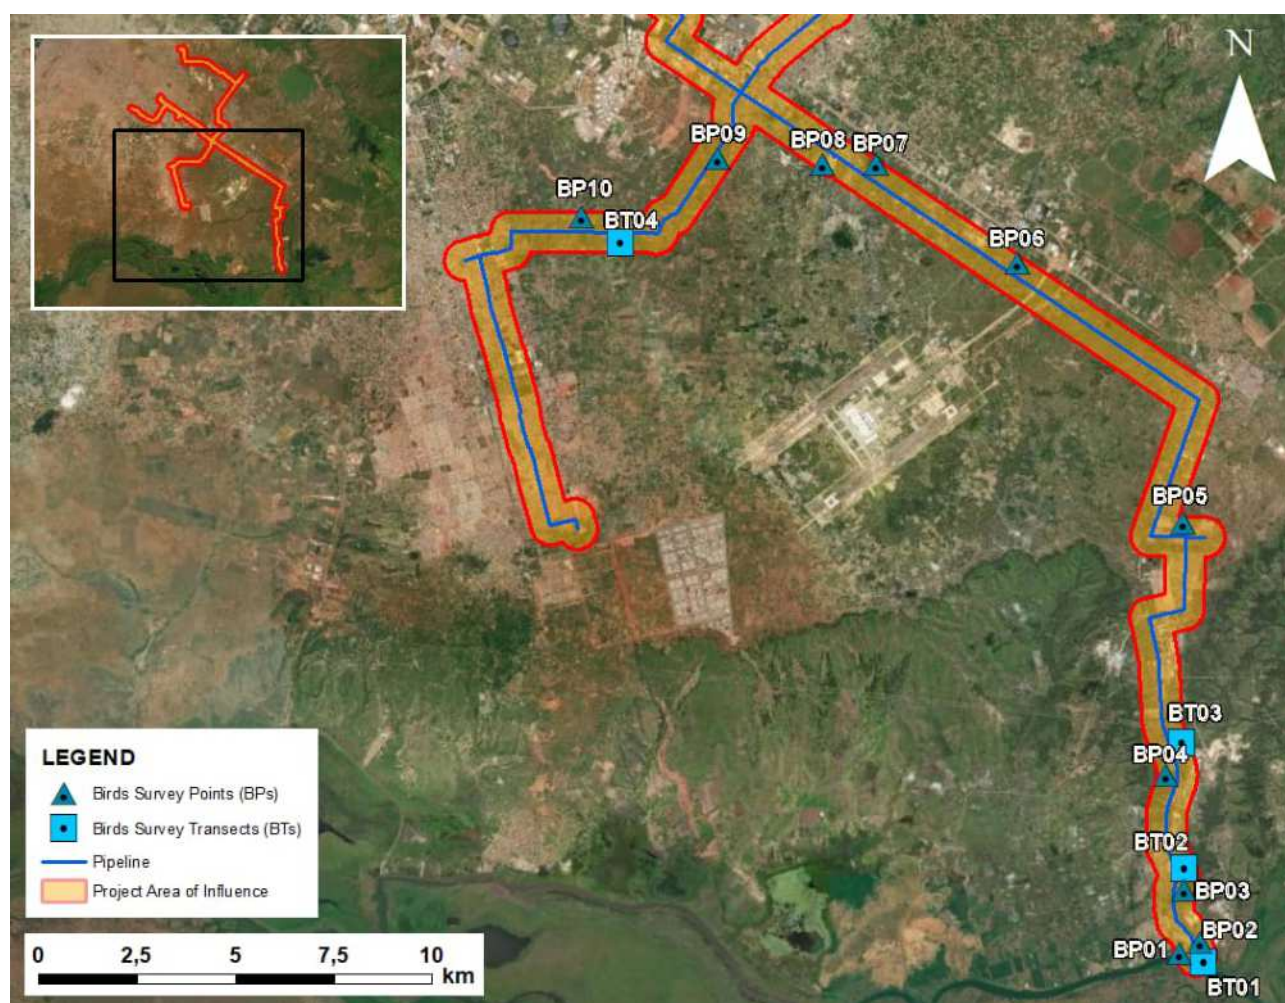 N
BP09
BP08
BP07
BP10
BT04
BP06
BP05
BT03
BP04
BT02
BP03
BP02
BP01
BT01
LEGEND
Birds Survey Points (BPs)
Birds Survey Transects (BTs)
Pipeline
Project Area of Influence
0 2,5 5 7,5 10
km